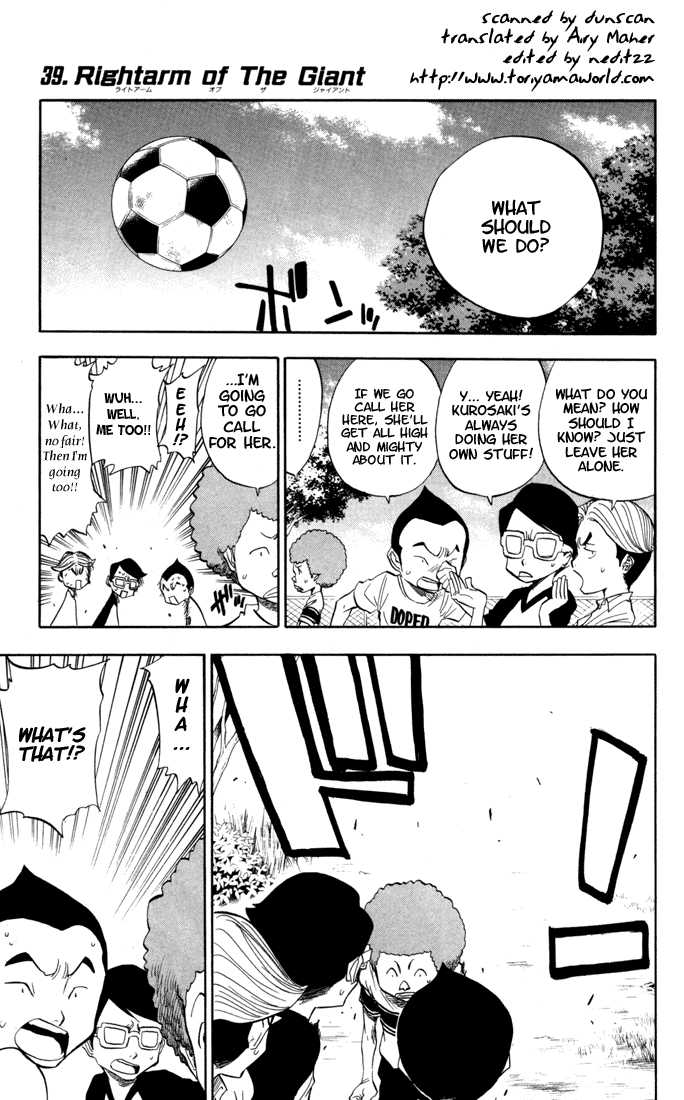 scanned by dunscan
translated by Airy Maher
edited by nedit22
http://www.toriyamaworld.com
39. Rightarm of The Giant
ライトアーム オブ ザ ジャイアント
WHAT
SHOULD
WE DO?
ボーン
WHAT DO YOU
MEAN? HOW
SHOULD I
KNOW? JUST
LEAVE HER
ALONE.
Y... YEAH!
KUROSAKI'S
ALWAYS
DOING HER
OWN STUFF!
IF WE GO
CALL HER
HERE, SHE'LL
GET ALL HIGH
AND MIGHTY
ABOUT IT.
..........
DOPED
...I'M
GOING
TO GO
CALL
FOR HER.
EEH!?
WUH...
WELL,
ME TOO!!
Wha...
What,
no fair!
Then I'm
going
too!!
WHA...
WHAT'S
THAT!?